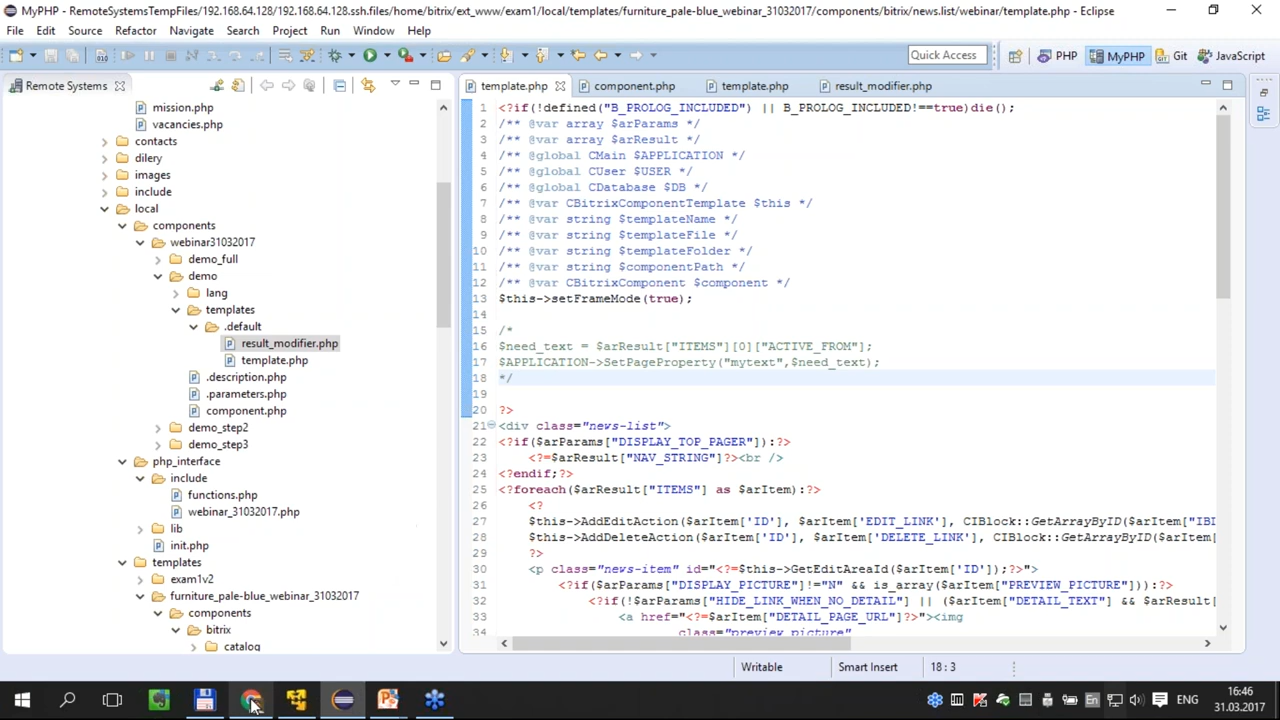 MyPHP - RemoteSystemsTempFiles/192.168.64.128/192.168.64.128.ssh.files/home/bitrix/ext_www/exam1/local/templates/furniture_pale-blue_webinar_31032017/components/bitrix/news.list/webinar/template.php - Eclipse
File Edit Source Refactor Navigate Search Project Run Window Help
Quick Access PHP MyPHP Git JavaScript
Remote Systems
mission.php
vacancies.php
contacts
dilery
images
include
local
components
webinar31032017
demo_full
demo
lang
templates
.default
result_modifier.php
template.php
.description.php
.parameters.php
component.php
demo_step2
demo_step3
php_interface
include
functions.php
webinar_31032017.php
lib
init.php
templates
exam1v2
furniture_pale-blue_webinar_31032017
components
bitrix
catalog
template.php component.php template.php result_modifier.php
1 <?if(!defined("B_PROLOG_INCLUDED") || B_PROLOG_INCLUDED!==true)die();
2 /** @var array $arParams */
3 /** @var array $arResult */
4 /** @global CMain $APPLICATION */
5 /** @global CUser $USER */
6 /** @global CDatabase $DB */
7 /** @var CBitrixComponentTemplate $this */
8 /** @var string $templateName */
9 /** @var string $templateFile */
10 /** @var string $templateFolder */
11 /** @var string $componentPath */
12 /** @var CBitrixComponent $component */
13 $this->setFrameMode(true);
14
15 /*
16 $need_text = $arResult["ITEMS"][0]["ACTIVE_FROM"];
17 $APPLICATION->SetPageProperty("mytext",$need_text);
18 */
19
20 ?>
21 <div class="news-list">
22 <?if($arParams["DISPLAY_TOP_PAGER"]):?>
23 <?=$arResult["NAV_STRING"]?><br />
24 <?endif;?>
25 <?foreach($arResult["ITEMS"] as $arItem):?>
26 <?
27 $this->AddEditAction($arItem['ID'], $arItem['EDIT_LINK'], CIBlock::GetArrayByID($arItem["IBL
28 $this->AddDeleteAction($arItem['ID'], $arItem['DELETE_LINK'], CIBlock::GetArrayByID($arItem[
29 ?>
30 <p class="news-item" id="<?=$this->GetEditAreaId($arItem['ID']);?>">
31 <?if($arParams["DISPLAY_PICTURE"]!="N" && is_array($arItem["PREVIEW_PICTURE"])):?>
32 <?if(!$arParams["HIDE_LINK_WHEN_NO_DETAIL"] || ($arItem["DETAIL_TEXT"] && $arResult[
33 <a href="<?=$arItem["DETAIL_PAGE_URL"]?>"><img
34 class="preview_picture"
Writable Smart Insert 18 : 3
ENG 16:46
31.03.2017